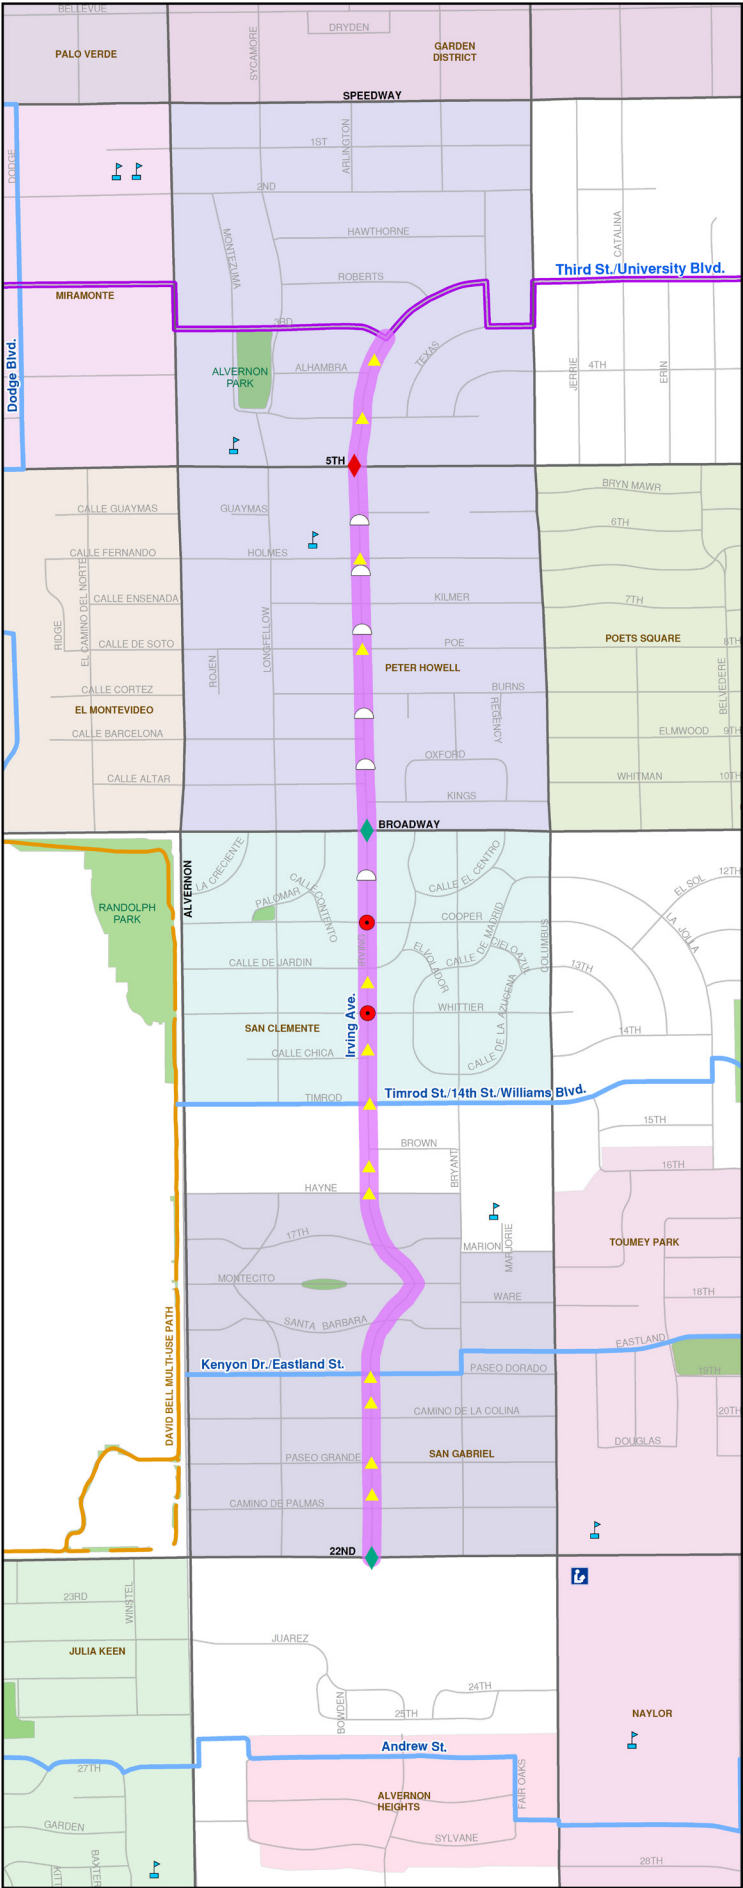 BELLEVUE
DRYDEN
PALO VERDE
SYCAMORE
GARDEN
DISTRICT
SPEEDWAY
DODGE
1ST
ARLINGTON
2ND
MONTEZUMA
HAWTHORNE
CATALINA
ROBERTS
Third St./University Blvd.
MIRAMONTE
3RD
Dodge Blvd.
ALVERNON
PARK
ALHAMBRA
TEXAS
JERRIE
4TH
ERIN
5TH
BRYN MAWR
CALLE GUAYMAS
GUAYMAS
6TH
CALLE FERNANDO
HOLMES
EL CAMINO DEL NORTE
CALLE ENSENADA
KILMER
7TH
RIDGE
LONGFELLOW
CALLE DE SOTO
POE
POETS SQUARE
8TH
ROJEN
PETER HOWELL
BELVEDERE
CALLE CORTEZ
BURNS
EL MONTEVIDEO
REGENCY
CALLE BARCELONA
ELMWOOD
9TH
OXFORD
CALLE ALTAR
WHITMAN
10TH
KINGS
BROADWAY
ALVERNON
LA CRECIENTE
CALLE EL CENTRO
12TH
EL SOL
PALOMAR
CALLE CONTENTO
RANDOLPH
PARK
COOPER
CALLE DE MADRID
LA JOLLA
IRVING
COLUMBUS
EL VOLADOR
CIELO AZUL
CALLE DE JARDIN
13TH
Irving Ave.
WHITTIER
CALLE DE LA AZUCENA
SAN CLEMENTE
14TH
CALLE CHICA
TIMROD
Timrod St./14th St./Williams Blvd.
15TH
BROWN
BRYANT
16TH
HAYNE
17TH
MARION
MARJORIE
TOUMEY PARK
MONTECITO
WARE
18TH
SANTA BARBARA
DAVID BELL MULTI-USE PATH
EASTLAND
Kenyon Dr./Eastland St.
PASEO DORADO
19TH
CAMINO DE LA COLINA
20TH
DOUGLAS
PASEO GRANDE
SAN GABRIEL
CAMINO DE PALMAS
22ND
23RD
WINSTEL
JUAREZ
JULIA KEEN
24TH
BOWDEN
25TH
NAYLOR
Andrew St.
27TH
FAIR OAKS
ALVERNON
HEIGHTS
GARDEN
SYLVANE
KITT
BAXTER
28TH